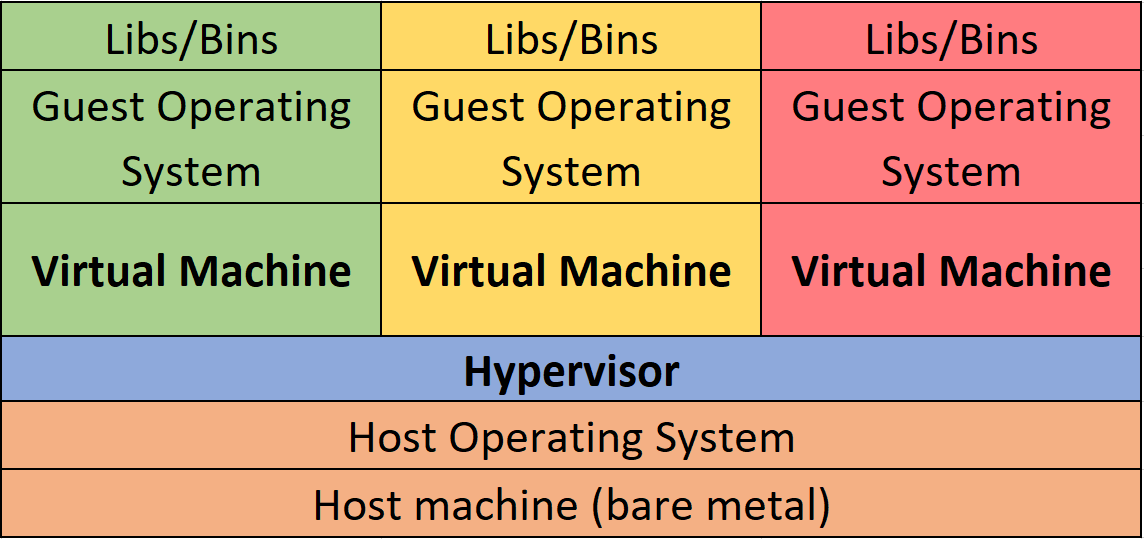 Libs/Bins Libs/Bins Libs/Bins
Guest Operating Guest Operating Guest Operating
System System System
Virtual Machine Virtual Machine Virtual Machine
Hypervisor
Host Operating System
Host machine (bare metal)